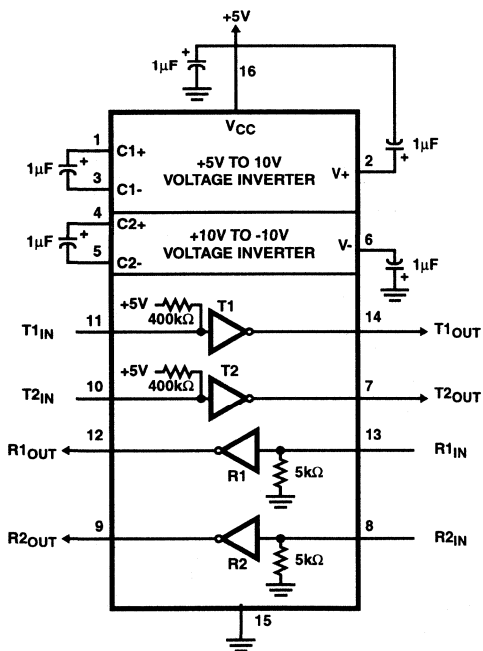 +5V
1µF
+
16
VCC
1
C1+
1µF
+
3
C1-
+5V TO 10V
VOLTAGE INVERTER
V+
2
1µF
+
4
C2+
1µF
+
5
C2-
+10V TO -10V
VOLTAGE INVERTER
V-
6
1µF
+
T1IN
11
+5V
400kΩ
T1
14
T1OUT
T2IN
10
+5V
400kΩ
T2
7
T2OUT
R1OUT
12
R1
5kΩ
13
R1IN
R2OUT
9
R2
5kΩ
8
R2IN
15